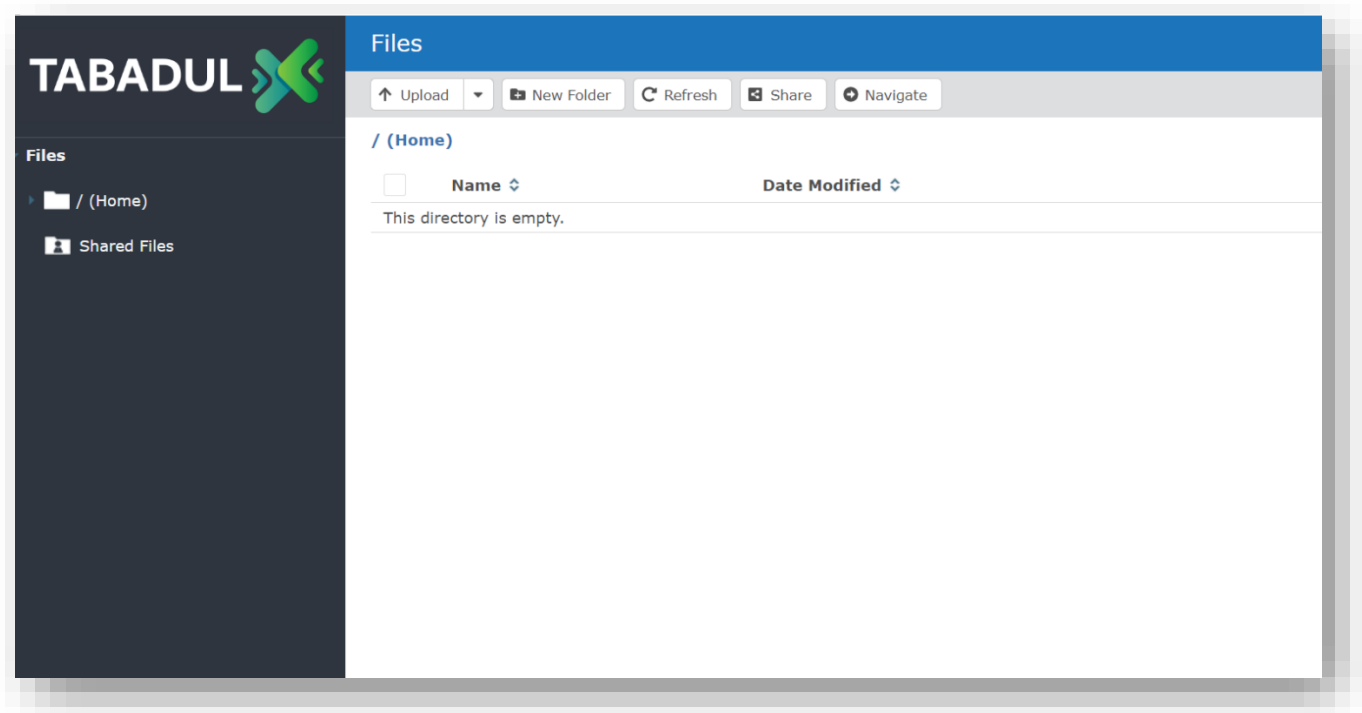 TABADUL
Files
/ (Home)
Shared Files
Files
Upload New Folder Refresh Share Navigate
/ (Home)
Name Date Modified
This directory is empty.